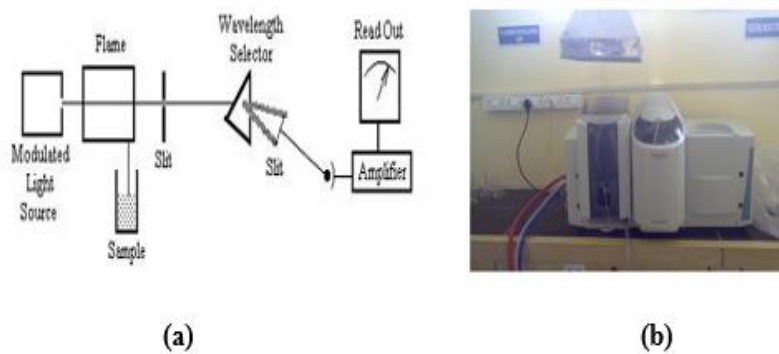 Flame
Wavelength
Selector
Read Out
Modulated
Light
Source
Slit
Slit
Amplifier
Sample
(a)
(b)